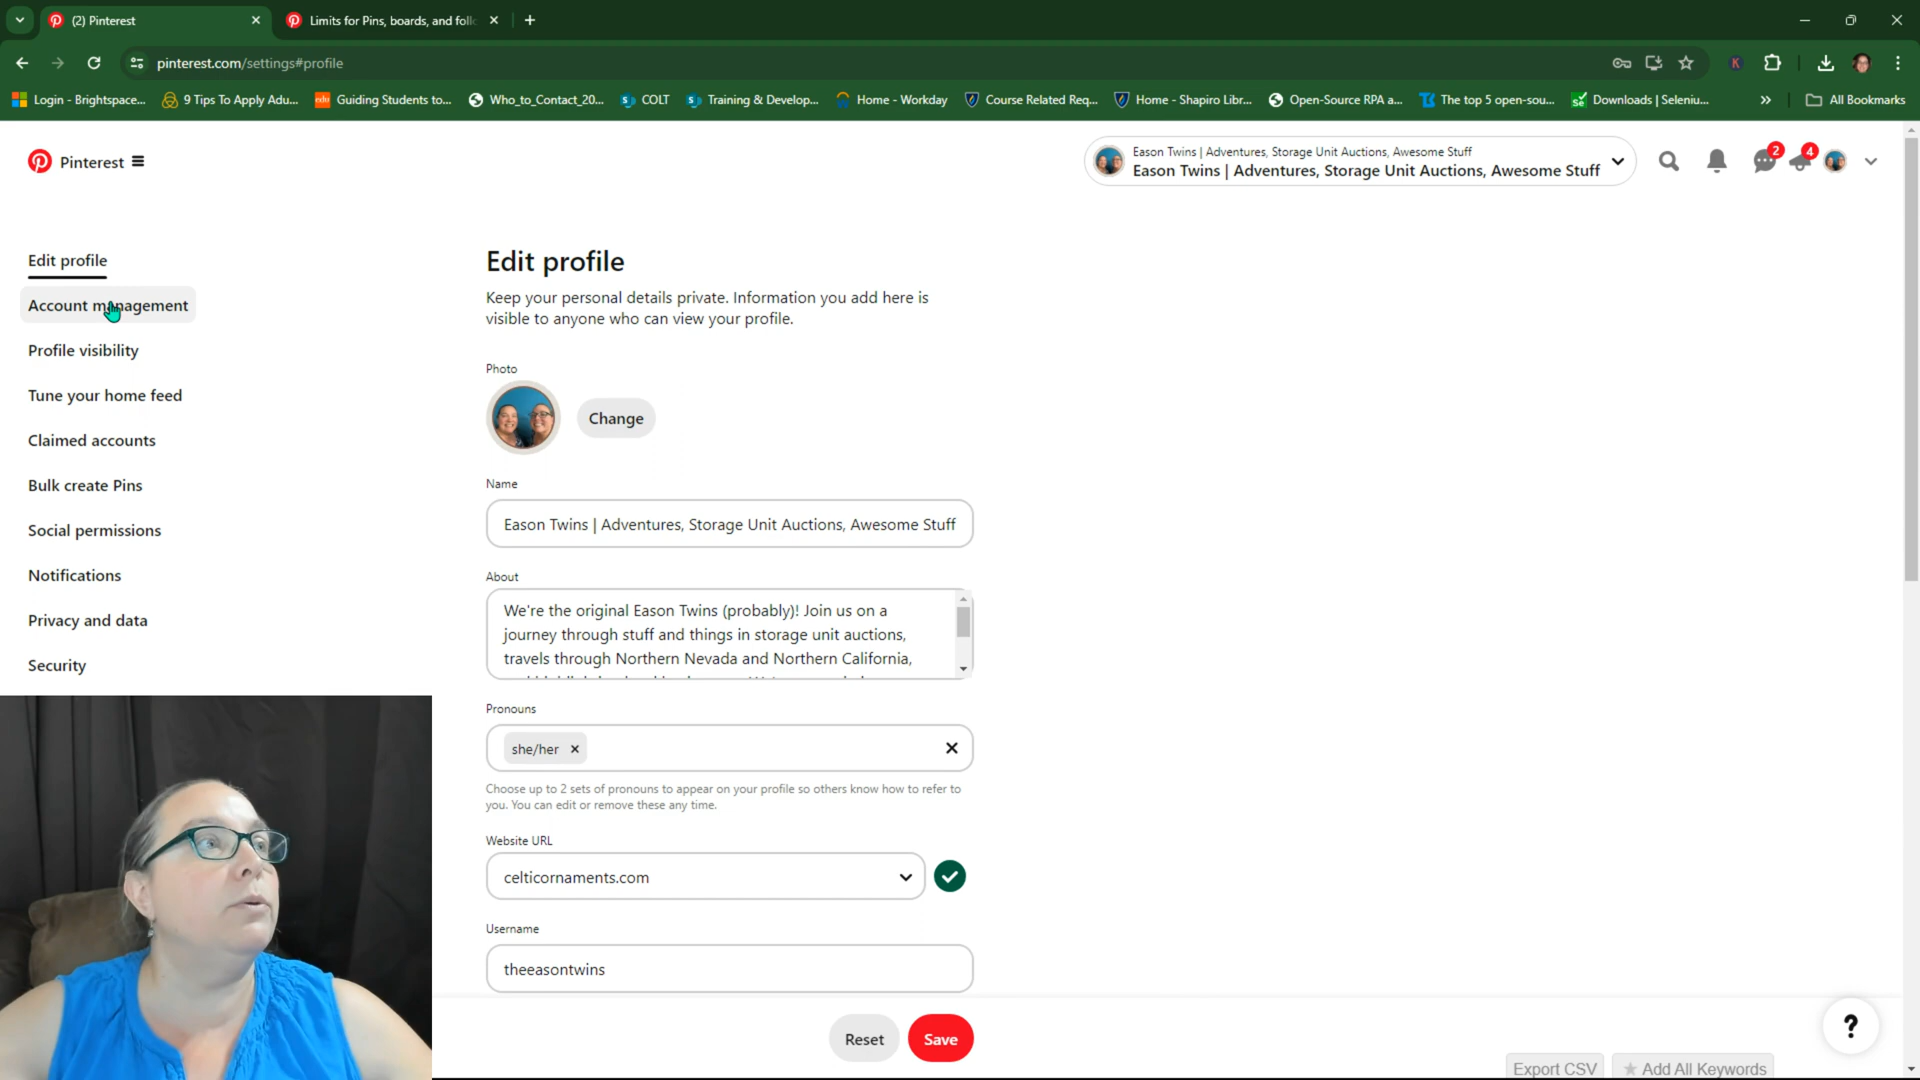 (2) Pinterest
Limits for Pins, boards, and foll
pinterest.com/settings#profile
Login - Brightspace...
9 Tips To Apply Adu...
Guiding Students to...
Who_to_Contact_20...
COLT
Training & Develop...
Home - Workday
Course Related Req...
Home - Shapiro Libr...
Open-Source RPA a...
The top 5 open-sou...
Downloads | Seleniu...
»
All Bookmarks
Pinterest
Eason Twins | Adventures, Storage Unit Auctions, Awesome Stuff
Eason Twins | Adventures, Storage Unit Auctions, Awesome Stuff
2
4
Edit profile
Account management
Profile visibility
Tune your home feed
Claimed accounts
Bulk create Pins
Social permissions
Notifications
Privacy and data
Security
Edit profile
Keep your personal details private. Information you add here is
visible to anyone who can view your profile.
Photo
Change
Name
Eason Twins | Adventures, Storage Unit Auctions, Awesome Stuff
About
We're the original Eason Twins (probably)! Join us on a
journey through stuff and things in storage unit auctions,
travels through Northern Nevada and Northern California,
Pronouns
she/her
Choose up to 2 sets of pronouns to appear on your profile so others know how to refer to
you. You can edit or remove these any time.
Website URL
celticornaments.com
Username
theeasontwins
Reset
Save
?
Export CSV
Add All Keywords